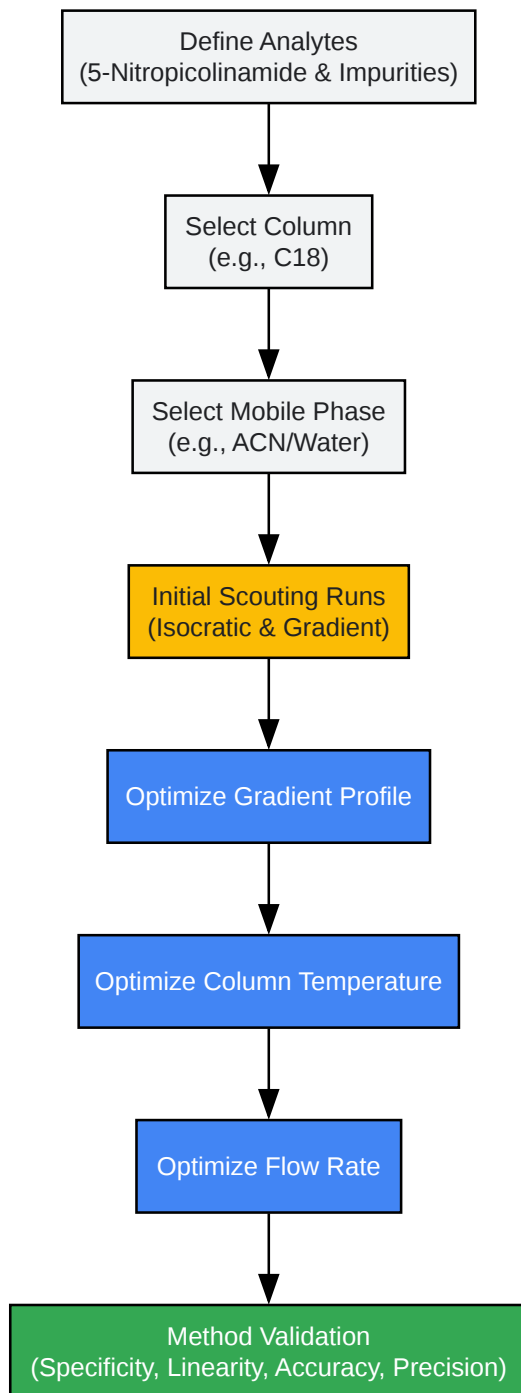 Define Analytes
(5-Nitropicolinamide & Impurities)
Select Column
(e.g., C18)
Select Mobile Phase
(e.g., ACN/Water)
Initial Scouting Runs
(Isocratic & Gradient)
Optimize Gradient Profile
Optimize Column Temperature
Optimize Flow Rate
Method Validation
(Specificity, Linearity, Accuracy, Precision)